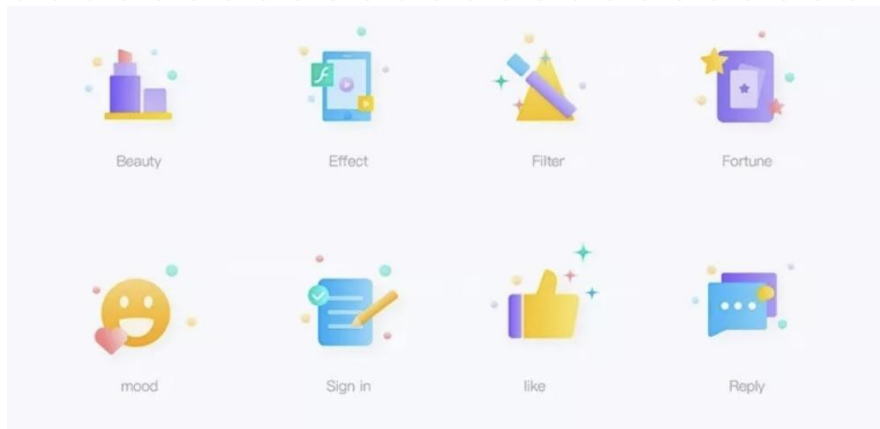 Beauty
Effect
Filter
Fortune
mood
Sign in
like
Reply